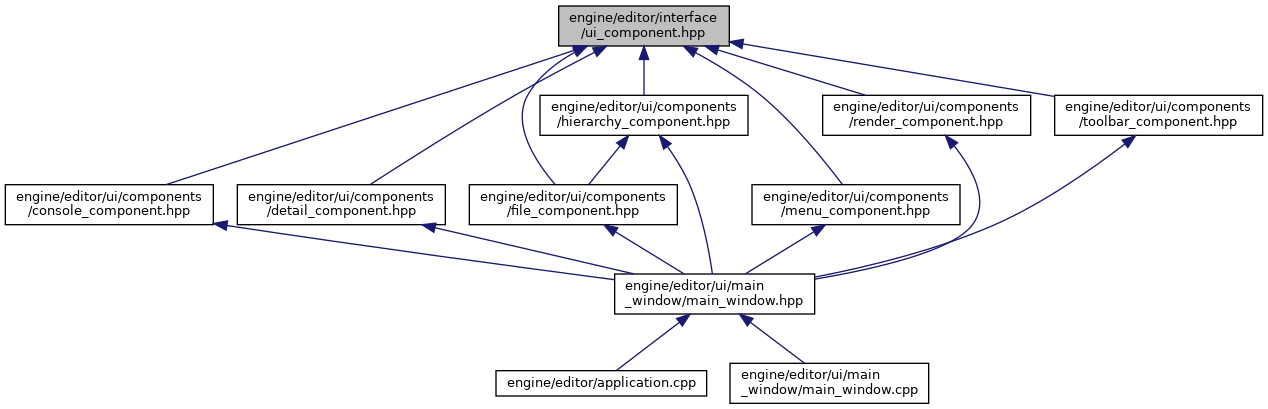 engine/editor/interface
/ui_component.hpp
engine/editor/ui/components
/hierarchy_component.hpp
engine/editor/ui/components
/render_component.hpp
engine/editor/ui/components
/toolbar_component.hpp
engine/editor/ui/components
/console_component.hpp
engine/editor/ui/components
/detail_component.hpp
engine/editor/ui/components
/file_component.hpp
engine/editor/ui/components
/menu_component.hpp
engine/editor/ui/main
_window/main_window.hpp
engine/editor/application.cpp
engine/editor/ui/main
_window/main_window.cpp